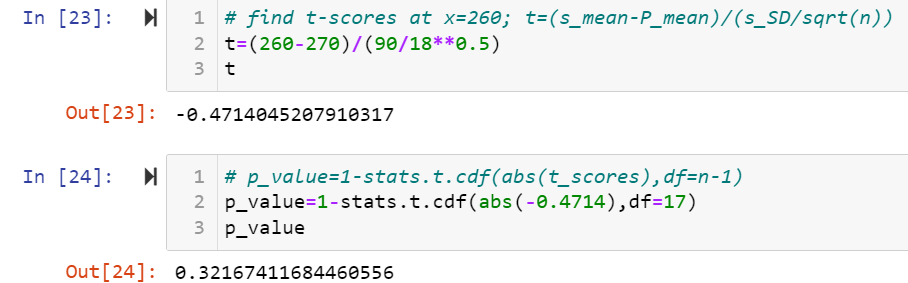 In [23]:
1 # find t-scores at x=260; t=(s_mean-P_mean)/(s_SD/sqrt(n))
2 t=(260-270)/(90/18**0.5)
3 t
Out[23]: -0.4714045207910317
In [24]:
1 # p_value=1-stats.t.cdf(abs(t_scores),df=n-1)
2 p_value=1-stats.t.cdf(abs(-0.4714),df=17)
3 p_value
Out[24]: 0.32167411684460556